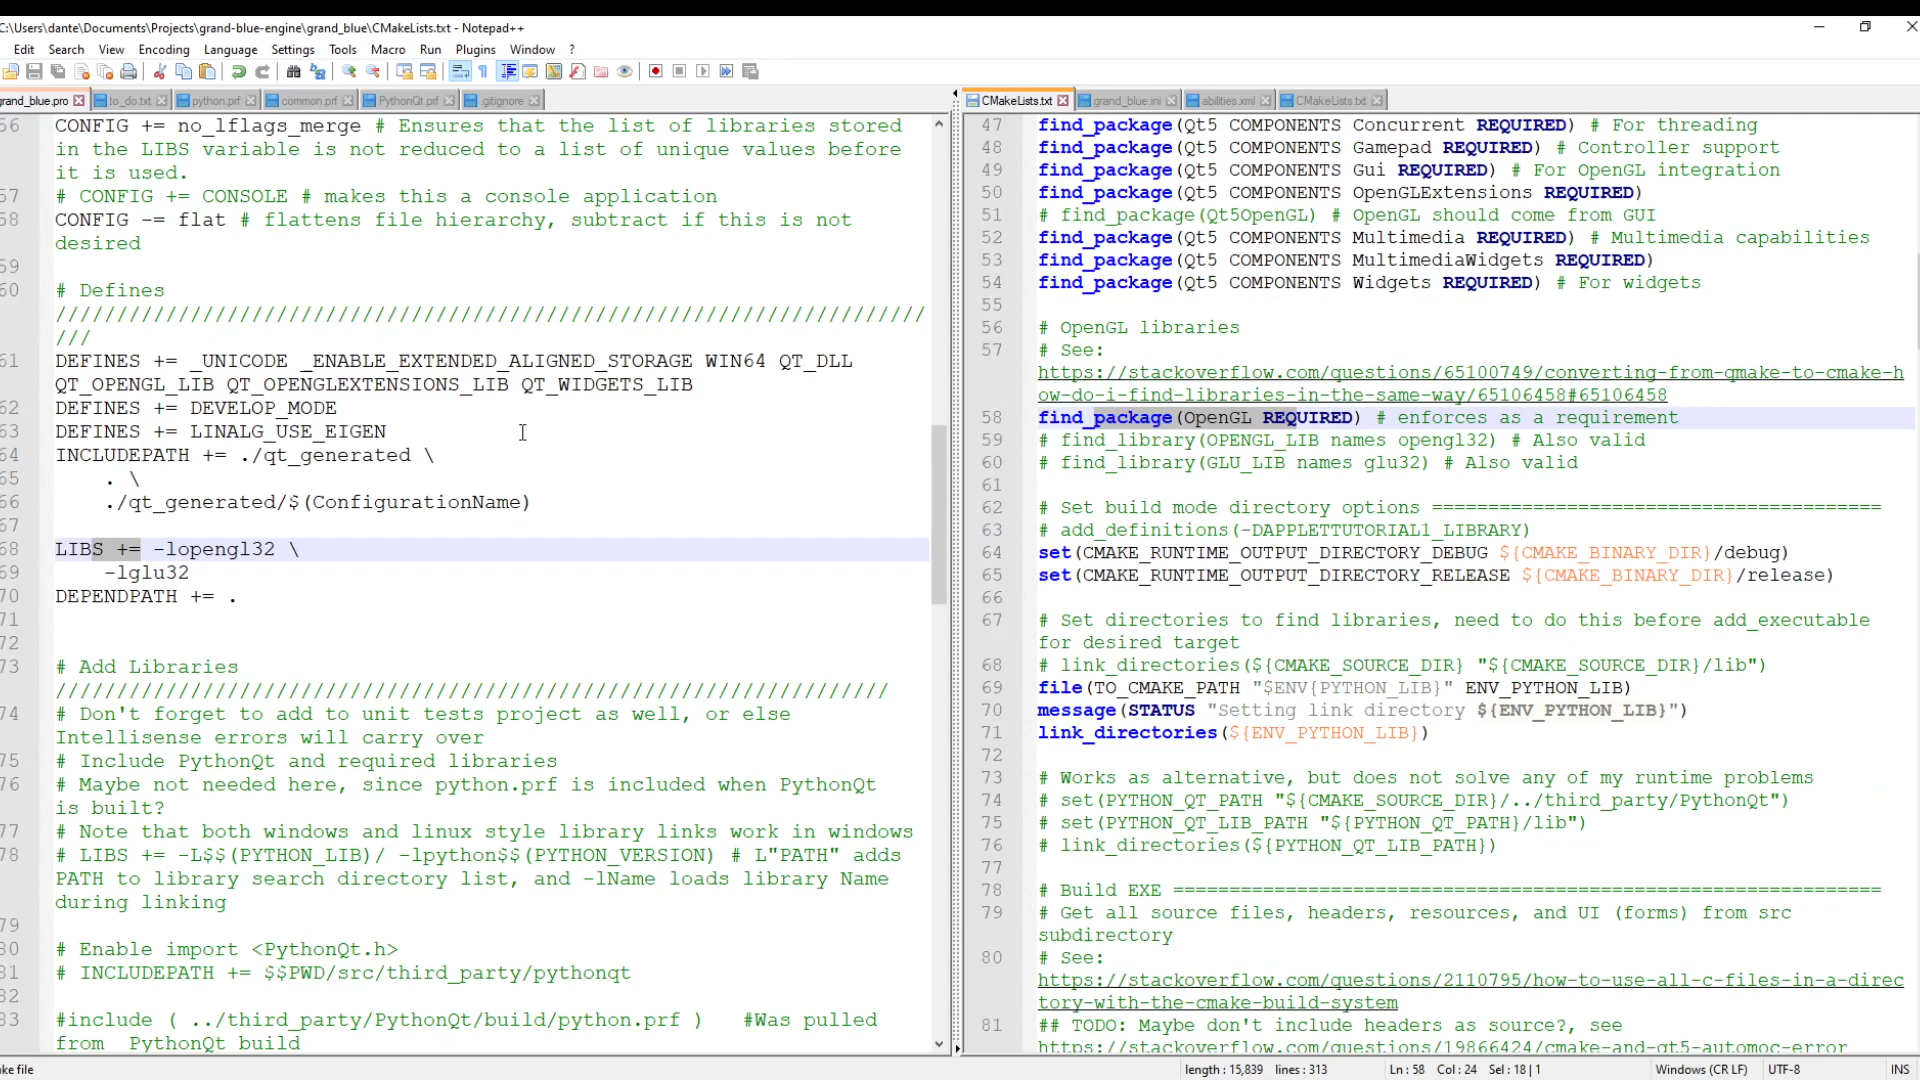 C:\Users\dante\Documents\Projects\grand-blue-engine\grand_blue\CMakeLists.txt - Notepad++
Edit Search View Encoding Language Settings Tools Macro Run Plugins Window ?
grand_blue.pro to_do.txt python.prf common.prf PythonQt.prf .gitignore
56 CONFIG += no_lflags_merge # Ensures that the list of libraries stored
in the LIBS variable is not reduced to a list of unique values before
it is used.
57 # CONFIG += CONSOLE # makes this a console application
58 CONFIG -= flat # flattens file hierarchy, subtract if this is not
desired
59
60 # Defines
///////////////////////////////////////////////////////////////////////
///
61 DEFINES += _UNICODE _ENABLE_EXTENDED_ALIGNED_STORAGE WIN64 QT_DLL
QT_OPENGL_LIB QT_OPENGLEXTENSIONS_LIB QT_WIDGETS_LIB
62 DEFINES += DEVELOP_MODE
63 DEFINES += LINALG_USE_EIGEN
64 INCLUDEPATH += ./qt_generated \
65 . \
66 ./qt_generated/$(ConfigurationName)
67
68 LIBS += -lopengl32 \
69 -lglu32
70 DEPENDPATH += .
71
72
73 # Add Libraries
////////////////////////////////////////////////////////////////////
74 # Don't forget to add to unit tests project as well, or else
Intellisense errors will carry over
75 # Include PythonQt and required libraries
76 # Maybe not needed here, since python.prf is included when PythonQt
is built?
77 # Note that both windows and linux style library links work in windows
78 # LIBS += -L$$(PYTHON_LIB)/ -lpython$$(PYTHON_VERSION) # L"PATH" adds
PATH to library search directory list, and -lName loads library Name
during linking
79
80 # Enable import <PythonQt.h>
81 # INCLUDEPATH += $$PWD/src/third_party/pythonqt
82
83 #include ( ../third_party/PythonQt/build/python.prf ) #Was pulled
from PythonQt build
CMakeLists.txt grand_blue.ini abilities.xml CMakeLists.txt
47 find_package(Qt5 COMPONENTS Concurrent REQUIRED) # For threading
48 find_package(Qt5 COMPONENTS Gamepad REQUIRED) # Controller support
49 find_package(Qt5 COMPONENTS Gui REQUIRED) # For OpenGL integration
50 find_package(Qt5 COMPONENTS OpenGLExtensions REQUIRED)
51 # find_package(Qt5OpenGL) # OpenGL should come from GUI
52 find_package(Qt5 COMPONENTS Multimedia REQUIRED) # Multimedia capabilities
53 find_package(Qt5 COMPONENTS MultimediaWidgets REQUIRED)
54 find_package(Qt5 COMPONENTS Widgets REQUIRED) # For widgets
55
56 # OpenGL libraries
57 # See:
https://stackoverflow.com/questions/65100749/converting-from-qmake-to-cmake-h
ow-do-i-find-libraries-in-the-same-way/65106458#65106458
58 find_package(OpenGL REQUIRED) # enforces as a requirement
59 # find_library(OPENGL_LIB names opengl32) # Also valid
60 # find_library(GLU_LIB names glu32) # Also valid
61
62 # Set build mode directory options ========================================
63 # add_definitions(-DAPPLETTUTORIAL1_LIBRARY)
64 set(CMAKE_RUNTIME_OUTPUT_DIRECTORY_DEBUG ${CMAKE_BINARY_DIR}/debug)
65 set(CMAKE_RUNTIME_OUTPUT_DIRECTORY_RELEASE ${CMAKE_BINARY_DIR}/release)
66
67 # Set directories to find libraries, need to do this before add_executable
for desired target
68 # link_directories(${CMAKE_SOURCE_DIR} "${CMAKE_SOURCE_DIR}/lib")
69 file(TO_CMAKE_PATH "$ENV{PYTHON_LIB}" ENV_PYTHON_LIB)
70 message(STATUS "Setting link directory ${ENV_PYTHON_LIB}")
71 link_directories(${ENV_PYTHON_LIB})
72
73 # Works as alternative, but does not solve any of my runtime problems
74 # set(PYTHON_QT_PATH "${CMAKE_SOURCE_DIR}/../third_party/PythonQt")
75 # set(PYTHON_QT_LIB_PATH "${PYTHON_QT_PATH}/lib")
76 # link_directories(${PYTHON_QT_LIB_PATH})
77
78 # Build EXE ===============================================================
79 # Get all source files, headers, resources, and UI (forms) from src
subdirectory
80 # See:
https://stackoverflow.com/questions/2110795/how-to-use-all-c-files-in-a-direc
tory-with-the-cmake-build-system
81 ## TODO: Maybe don't include headers as source?, see
https://stackoverflow.com/questions/19866424/cmake-and-qt5-automoc-error
ke file length : 15,839 lines : 313 Ln : 58 Col : 24 Sel : 18 | 1 Windows (CR LF) UTF-8 INS